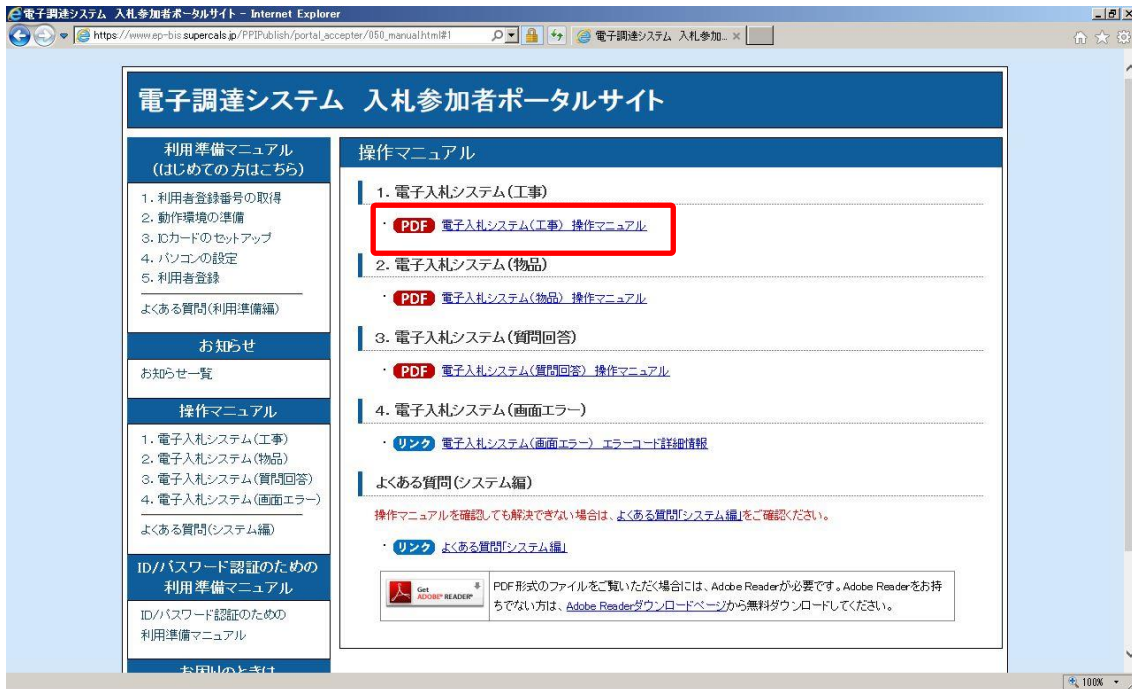 電子調達システム 入札参加者ポータルサイト - Internet Explorer
https://www.ep-bis.supercals.jp/PPIPublish/portal_accepter/050_manual.html#1
電子調達システム 入札参加...
電子調達システム 入札参加者ポータルサイト
利用準備マニュアル
(はじめての方はこちら)
1. 利用者登録番号の取得
2. 動作環境の準備
3. ICカードのセットアップ
4. パソコンの設定
5. 利用者登録
よくある質問(利用準備編)
お知らせ
お知らせ一覧
操作マニュアル
1. 電子入札システム(工事)
2. 電子入札システム(物品)
3. 電子入札システム(質問回答)
4. 電子入札システム(画面エラー)
よくある質問(システム編)
ID/パスワード認証のための
利用準備マニュアル
ID/パスワード認証のための
利用準備マニュアル
お困りのときは
操作マニュアル
1. 電子入札システム(工事)
・ PDF 電子入札システム(工事) 操作マニュアル
2. 電子入札システム(物品)
・ PDF 電子入札システム(物品) 操作マニュアル
3. 電子入札システム(質問回答)
・ PDF 電子入札システム(質問回答) 操作マニュアル
4. 電子入札システム(画面エラー)
・ リンク 電子入札システム(画面エラー) エラーコード詳細情報
よくある質問(システム編)
操作マニュアルを確認しても解決できない場合は、よくある質問「システム編」をご確認ください。
・ リンク よくある質問「システム編」
Get
ADOBE® READER®
PDF形式のファイルをご覧いただく場合には、Adobe Readerが必要です。Adobe Readerをお持
ちでない方は、Adobe Readerダウンロードページから無料ダウンロードしてください。
100%